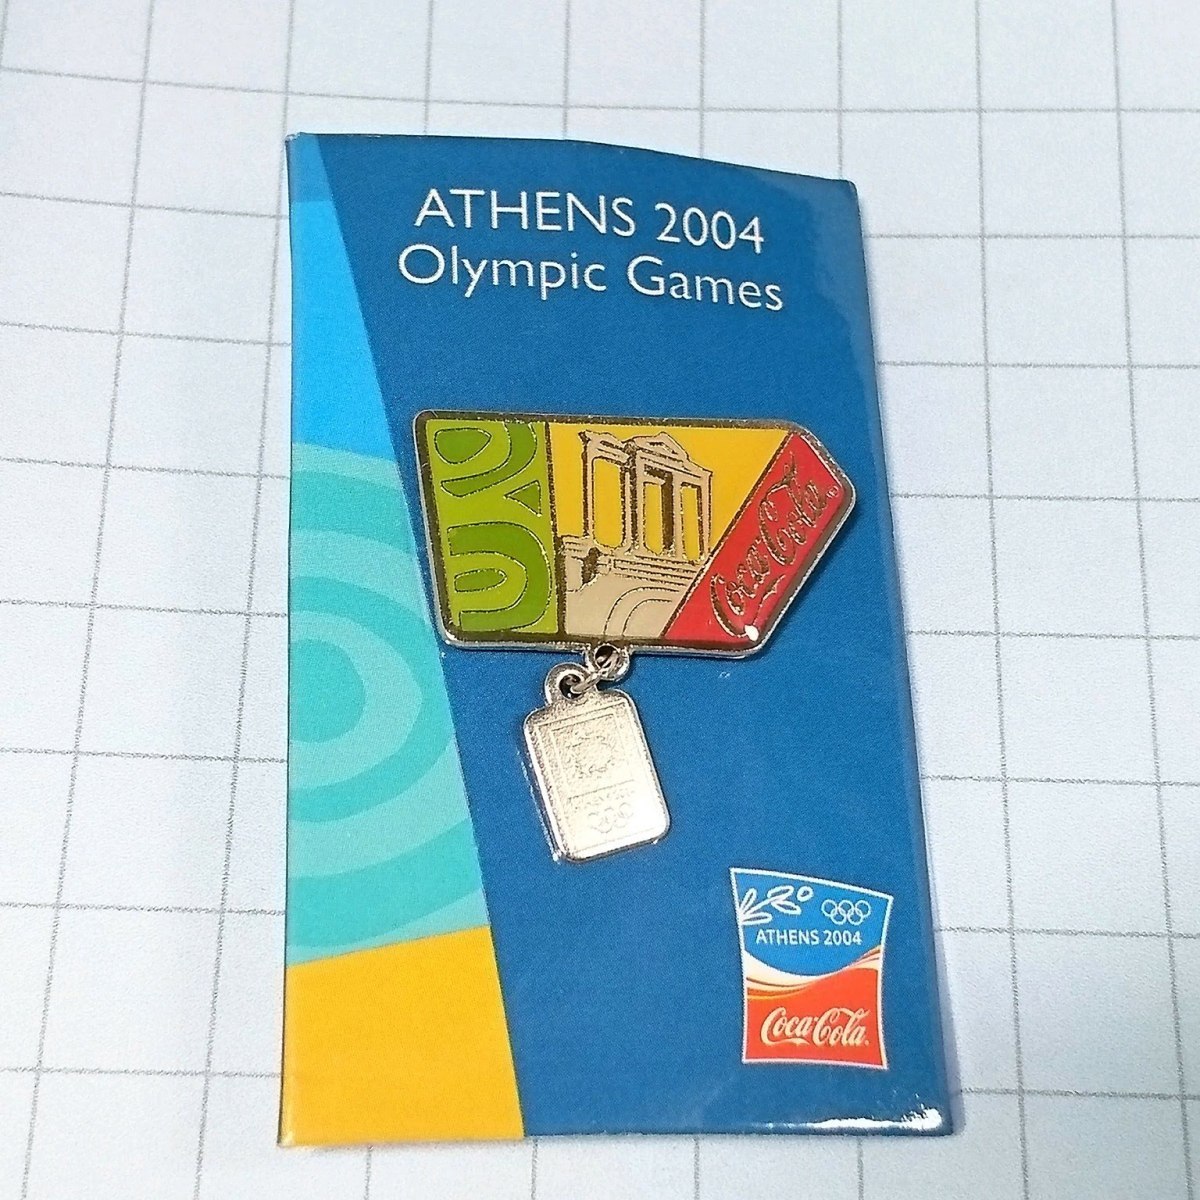 ATHENS 2004
Olympic Games
Coca-Cola®
ATHENS 2004
Coca-Cola